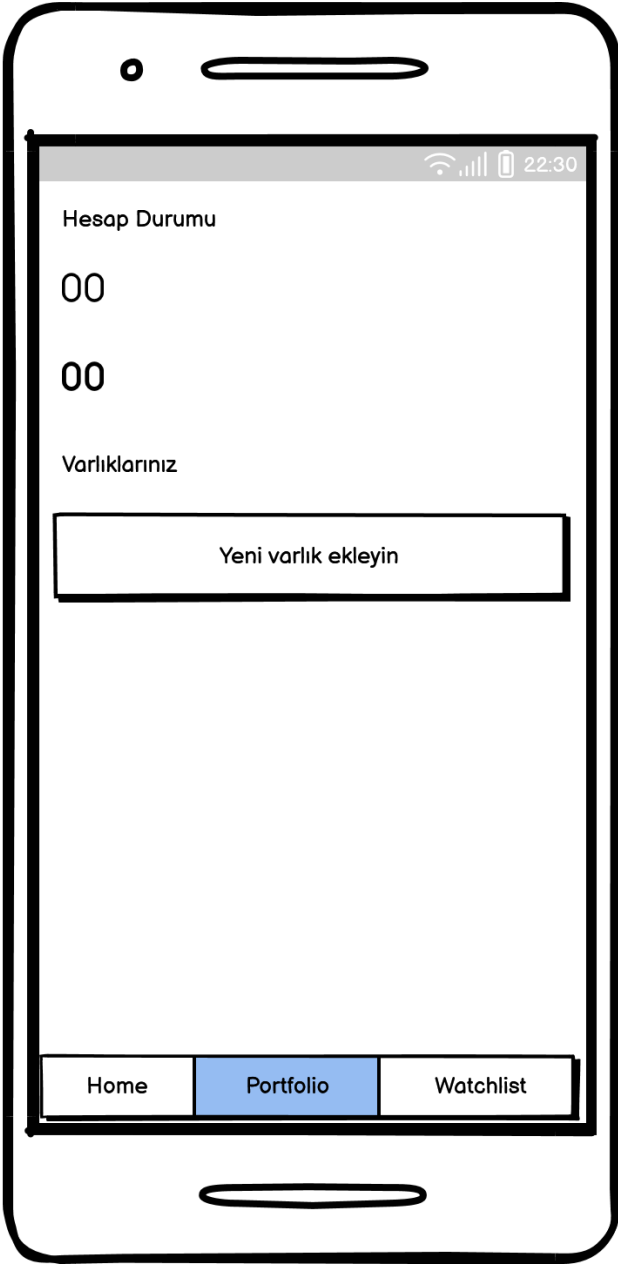 22:30
Hesap Durumu
00
00
Varlıklarınız
Yeni varlık ekleyin
Home Portfolio Watchlist